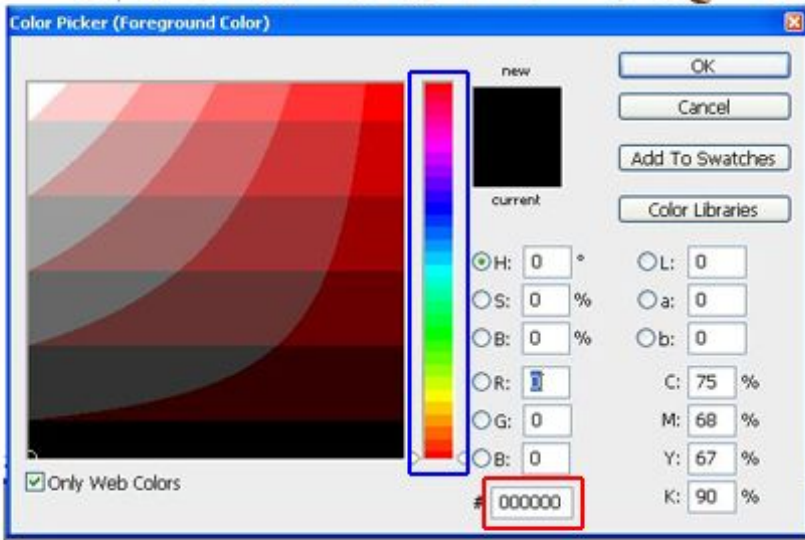 Color Picker (Foreground Color)
new
current
OK
Cancel
Add To Swatches
Color Libraries
H: 0 °
S: 0 %
B: 0 %
R: 0
G: 0
B: 0
# 000000
L: 0
a: 0
b: 0
C: 75 %
M: 68 %
Y: 67 %
K: 90 %
Only Web Colors